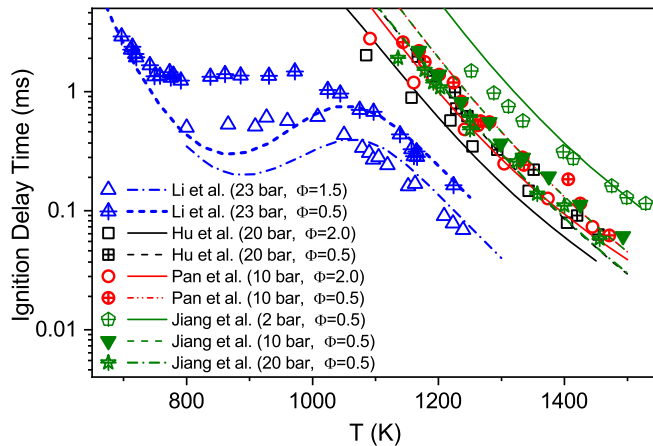 Ignition Delay Time (ms)
1
0.1
0.01
Li et al. (23 bar, Φ=1.5)
Li et al. (23 bar, Φ=0.5)
Hu et al. (20 bar, Φ=2.0)
Hu et al. (20 bar, Φ=0.5)
Pan et al. (10 bar, Φ=2.0)
Pan et al. (10 bar, Φ=0.5)
Jiang et al. (2 bar, Φ=0.5)
Jiang et al. (10 bar, Φ=0.5)
Jiang et al. (20 bar, Φ=0.5)
800 1000 1200 1400
T (K)